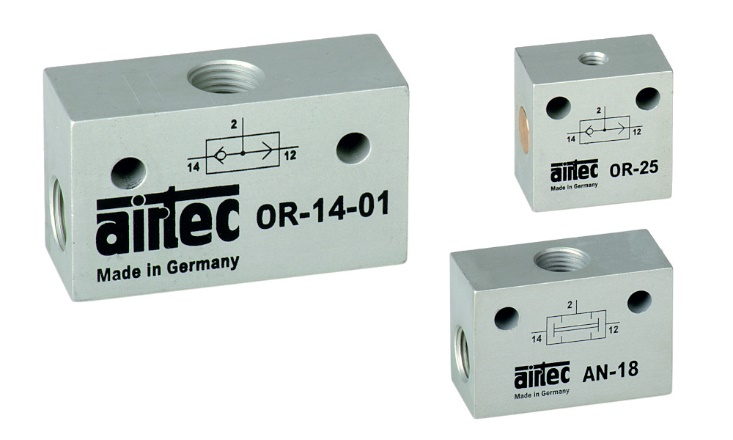 2
14 12
airtec OR-14-01
Made in Germany
2
14 12
airtec OR-25
Made in Germany
2
14 12
airtec AN-18
Made in Germany